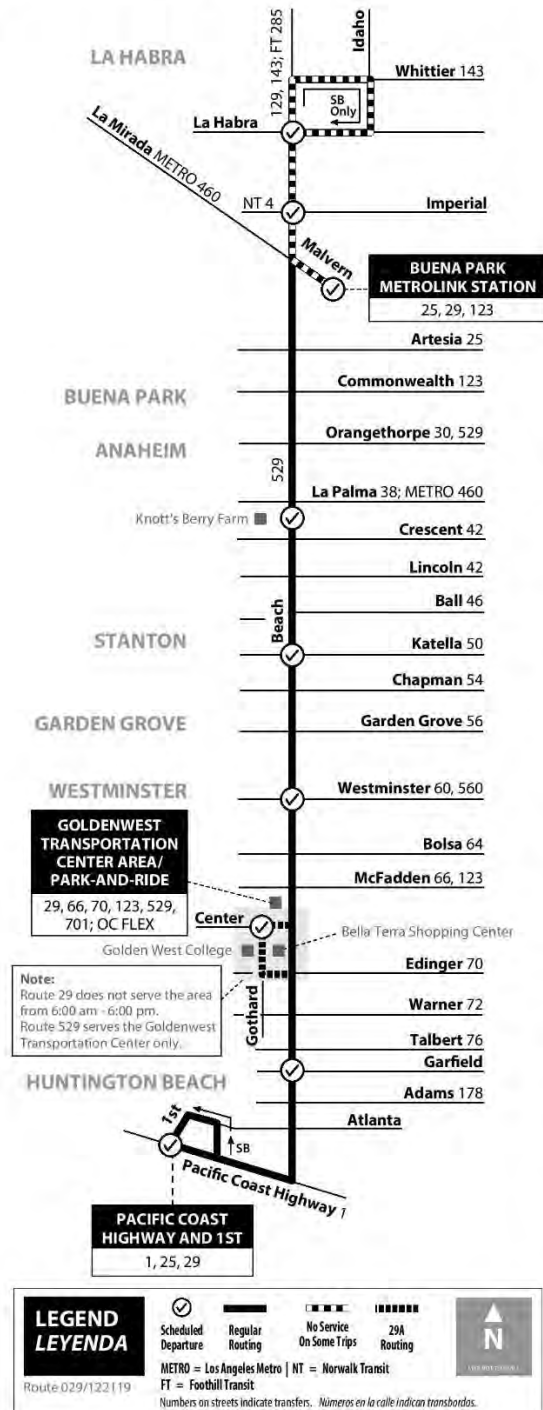 LA HABRA
129, 143; FT 285
Idaho
Whittier 143
SB
Only
La Habra
La Mirada METRO 460
NT 4
Imperial
Malvern
BUENA PARK
METROLINK STATION
25, 29, 123
Artesia 25
Commonwealth 123
BUENA PARK
Orangethorpe 30, 529
ANAHEIM
529
La Palma 38; METRO 460
Knott's Berry Farm
Crescent 42
Lincoln 42
Ball 46
Beach
STANTON
Katella 50
Chapman 54
GARDEN GROVE
Garden Grove 56
WESTMINSTER
Westminster 60, 560
GOLDENWEST
TRANSPORTATION
CENTER AREA/
PARK-AND-RIDE
29, 66, 70, 123, 529,
701; OC FLEX
Bolsa 64
McFadden 66, 123
Center
Bella Terra Shopping Center
Golden West College
Edinger 70
Note:
Route 29 does not serve the area
from 6:00 am - 6:00 pm.
Route 529 serves the Goldenwest
Transportation Center only.
Gothard
Warner 72
Talbert 76
Garfield
HUNTINGTON BEACH
Adams 178
1st
Atlanta
SB
Pacific Coast Highway 1
PACIFIC COAST
HIGHWAY AND 1ST
1, 25, 29
LEGEND
LEYENDA
Route 029/122119
Scheduled
Departure
Regular
Routing
No Service
On Some Trips
29A
Routing
METRO = Los Angeles Metro | NT = Norwalk Transit
FT = Foothill Transit
Numbers on streets indicate transfers. Números en la calle indican transbordos.
N